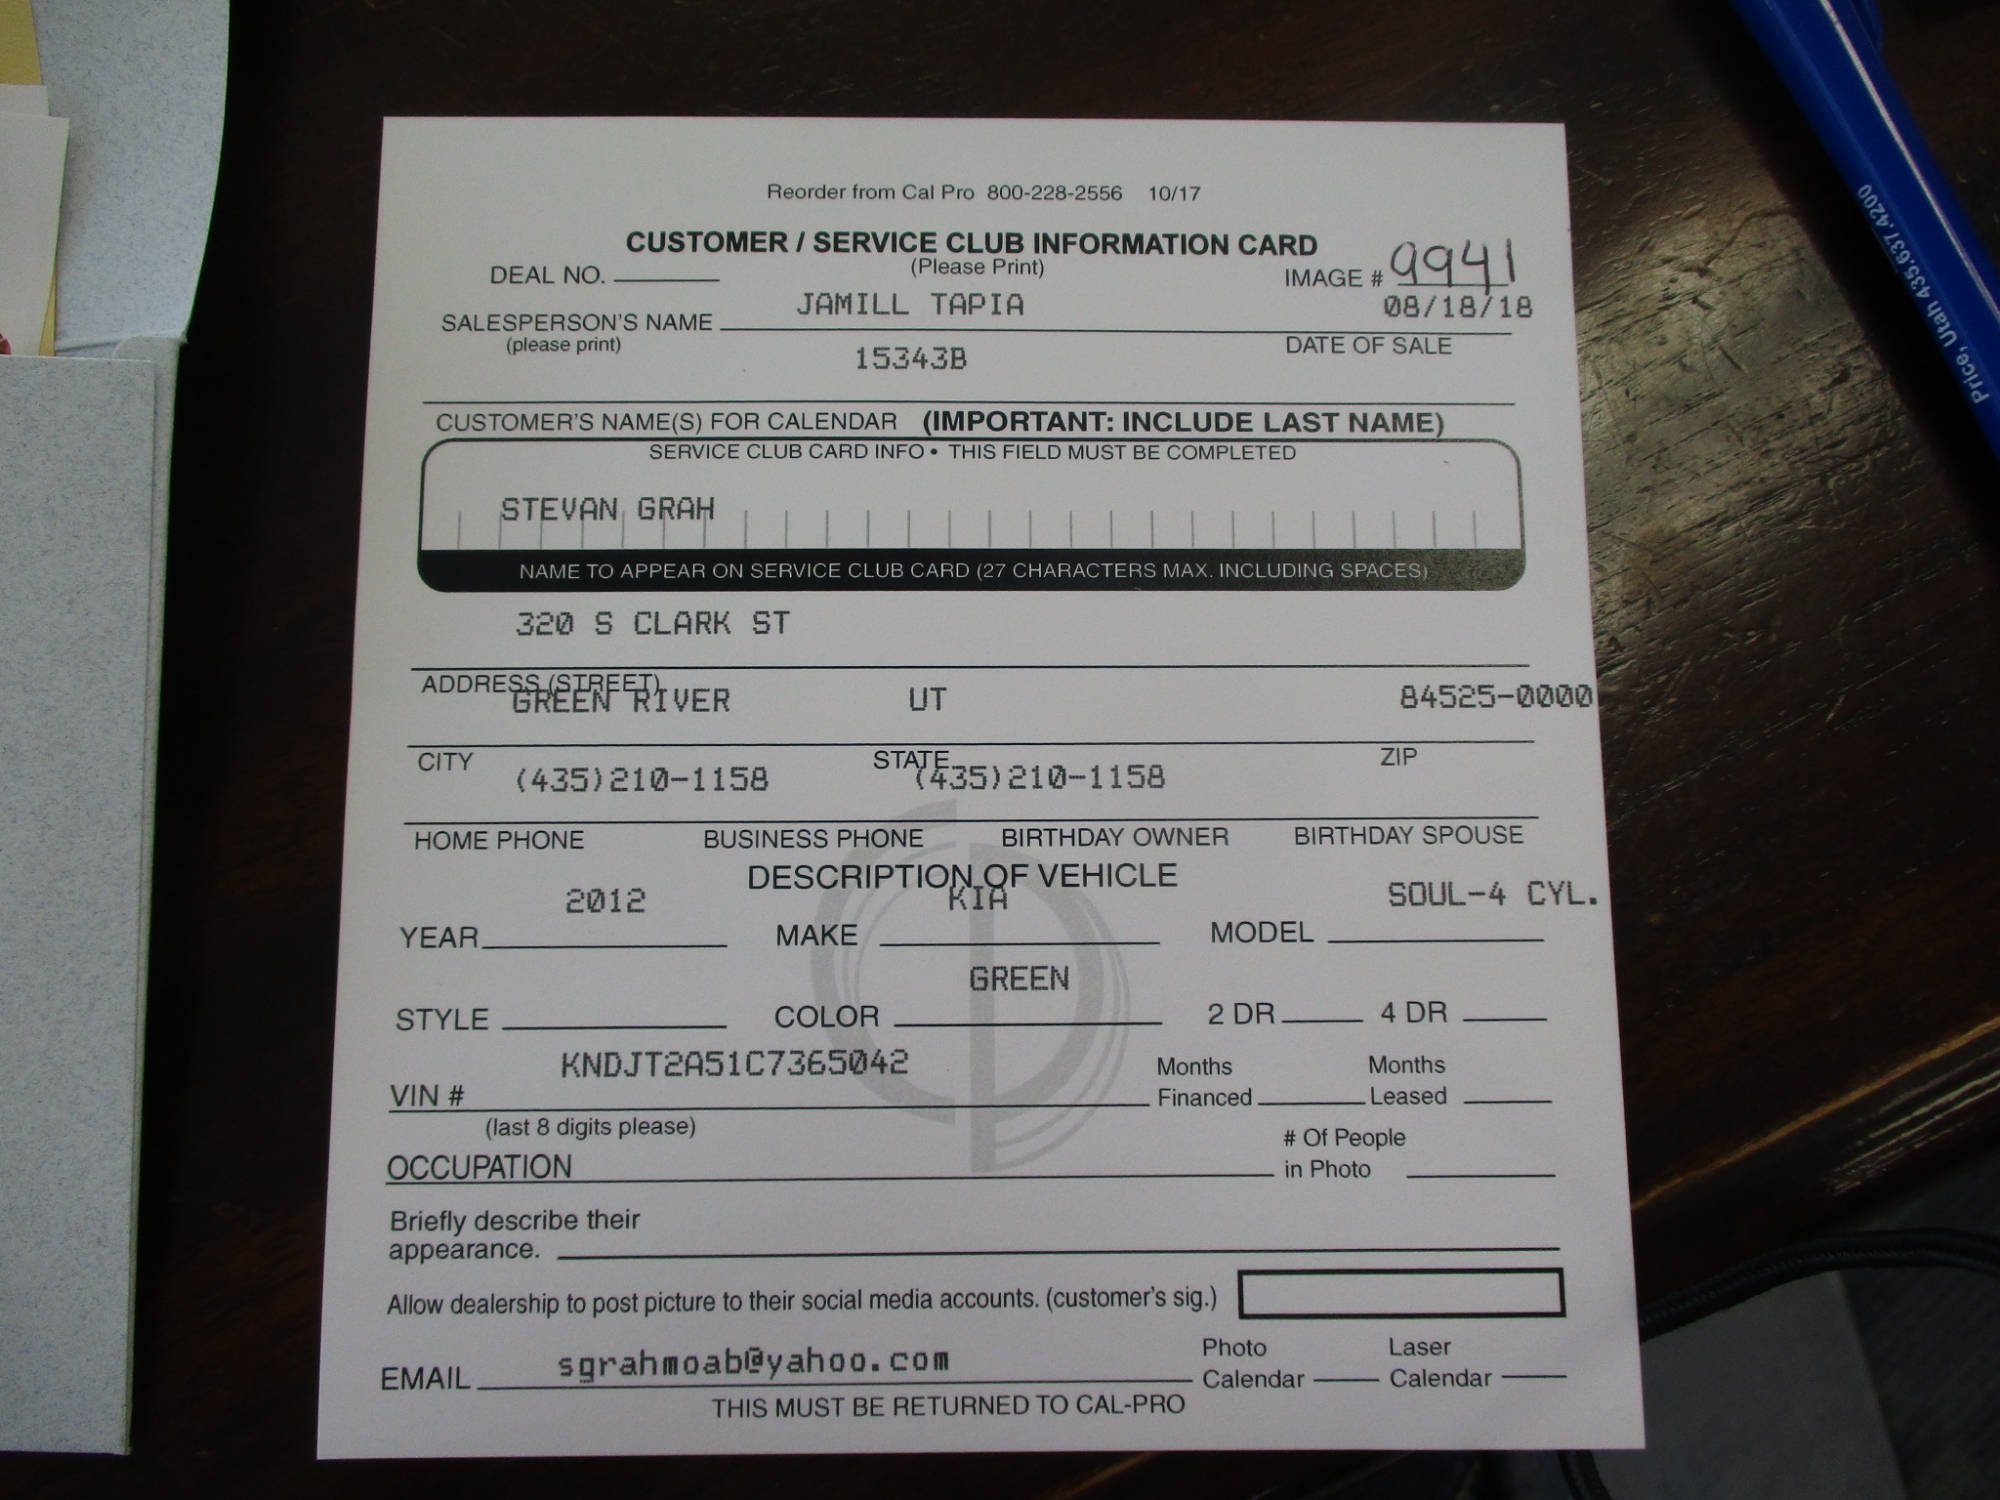 Reorder from Cal Pro 800-228-2556 10/17
CUSTOMER / SERVICE CLUB INFORMATION CARD
(Please Print)
DEAL NO.
IMAGE # 9941
JAMILL TAPIA
08/18/18
SALESPERSON'S NAME
(please print)
DATE OF SALE
15343B
CUSTOMER'S NAME(S) FOR CALENDAR (IMPORTANT: INCLUDE LAST NAME)
SERVICE CLUB CARD INFO • THIS FIELD MUST BE COMPLETED
STEVAN GRAH
NAME TO APPEAR ON SERVICE CLUB CARD (27 CHARACTERS MAX. INCLUDING SPACES)
320 S CLARK ST
ADDRESS (STREET)
GREEN RIVER UT 84525-0000
CITY STATE ZIP
(435)210-1158 (435)210-1158
HOME PHONE BUSINESS PHONE BIRTHDAY OWNER BIRTHDAY SPOUSE
DESCRIPTION OF VEHICLE
2012 KIA SOUL-4 CYL.
YEAR MAKE MODEL
GREEN
STYLE COLOR 2 DR 4 DR
KNDJT2A51C7365042
VIN #
(last 8 digits please)
Months Financed
Months Leased
OCCUPATION
# Of People in Photo
Briefly describe their
appearance.
Allow dealership to post picture to their social media accounts. (customer's sig.)
EMAIL sgrahmoab@yahoo.com
Photo Calendar
Laser Calendar
THIS MUST BE RETURNED TO CAL-PRO
Price, Utah 435.637.4200